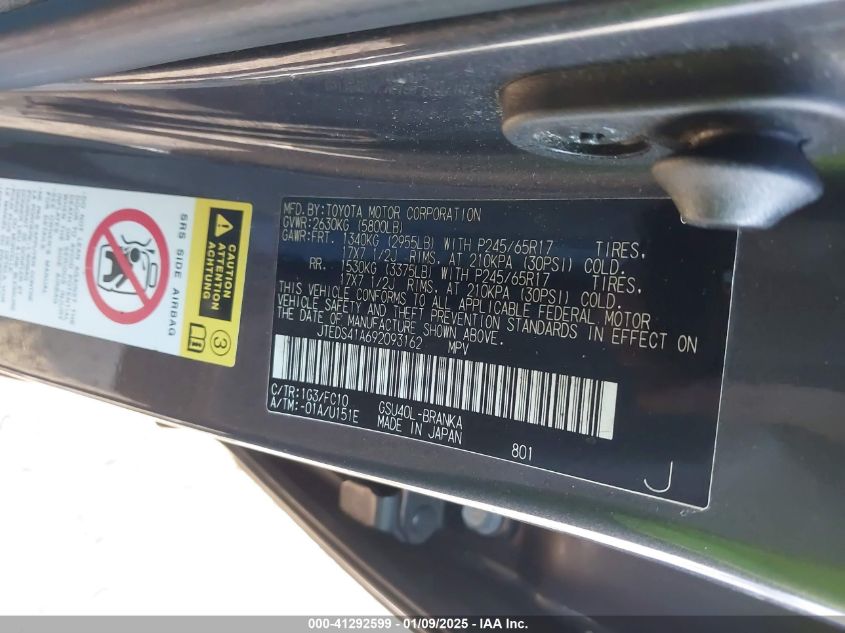 MFD.BY:TOYOTA MOTOR CORPORATION
GVWR:2630KG (5800LB)
GAWR:FRT. 1340KG (2955LB) WITH P245/65R17 TIRES,
17X7 1/2J RIMS, AT 210KPA (30PSI) COLD.
RR. 1530KG (3375LB) WITH P245/65R17 TIRES,
17X7 1/2J RIMS, AT 210KPA (30PSI) COLD.
THIS VEHICLE CONFORMS TO ALL APPLICABLE FEDERAL MOTOR
VEHICLE SAFETY AND THEFT PREVENTION STANDARDS IN EFFECT ON
THE DATE OF MANUFACTURE SHOWN ABOVE.
JTEDS41A692093162 MPV
C/TR:1G3/FC10 GSU40L-BRANKA
A/TM:-01A/U151E MADE IN JAPAN
801
J
SRS SIDE AIRBAG
CAUTION
ATTENTION
3
000-41292599 - 01/09/2025 - IAA Inc.